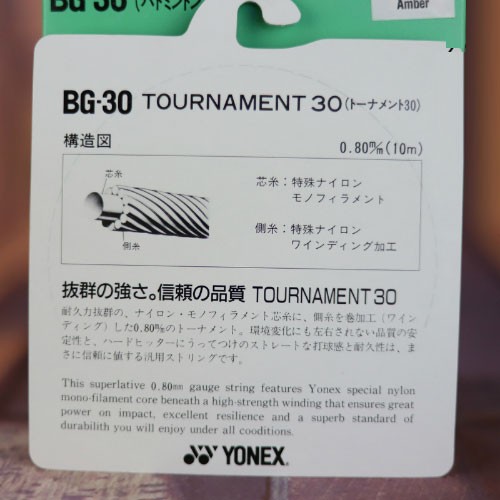 BG-30 (バドミントン
Amber
BG-30 TOURNAMENT 30 (トーナメント30)
構造図 0.80㎜(10m)
芯糸
側糸
芯糸：特殊ナイロン
モノフィラメント
側糸：特殊ナイロン
ワインディング加工
抜群の強さ。信頼の品質 TOURNAMENT 30
耐久力抜群の、ナイロン・モノフィラメント芯糸に、側糸を巻加工(ワイン
ディング)した0.80㎜のトーナメント。環境変化にも左右されない品質の安
定性と、ハードヒッターにうってつけのストレートな打球感と耐久性は、ま
さに信頼に値する汎用ストリングです。
This superlative 0.80mm gauge string features Yonex special nylon
mono-filament core beneath a high-strength winding that ensures great
power on impact, excellent resilience and a superb standard of
durabilith you will enjoy under all conditions.
YONEX